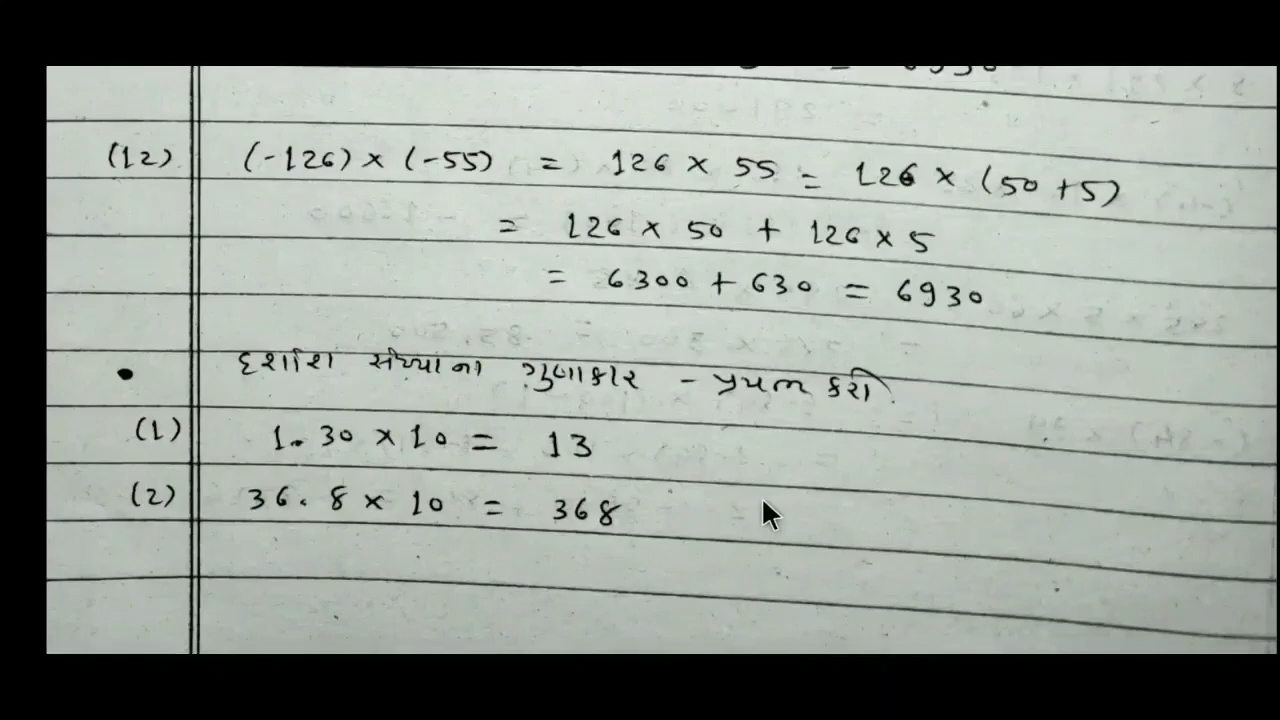 (12) (-126) × (-55) = 126 × 55 = 126 × (50 +5)
= 126 × 50 + 126 × 5
= 6300 + 630 = 6930
• દશાંશ સંખ્યાના ગુણાકાર - પ્રયત્ન કરો.
(1) 1.30 × 10 = 13
(2) 36.8 × 10 = 368